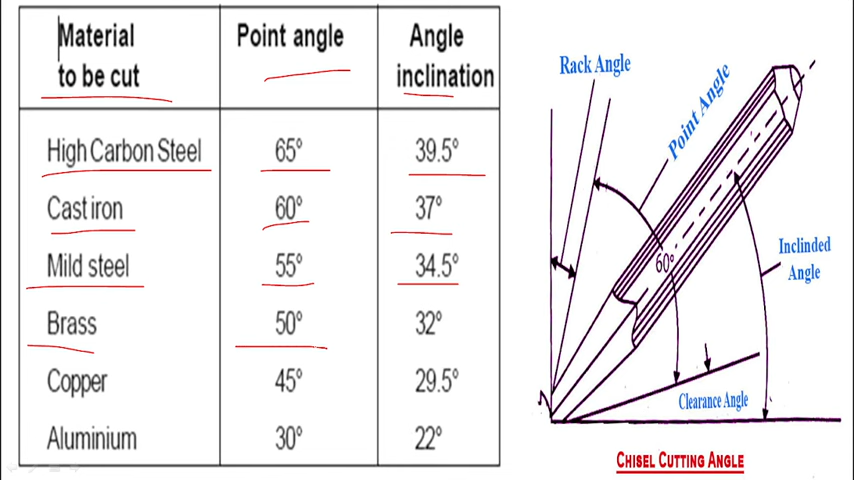 Material to be cut Point angle Angle inclination
High Carbon Steel 65° 39.5°
Cast iron 60° 37°
Mild steel 55° 34.5°
Brass 50° 32°
Copper 45° 29.5°
Aluminium 30° 22°
Rack Angle
Point Angle
60°
Inclinded
Angle
Clearance Angle
CHISEL CUTTING ANGLE